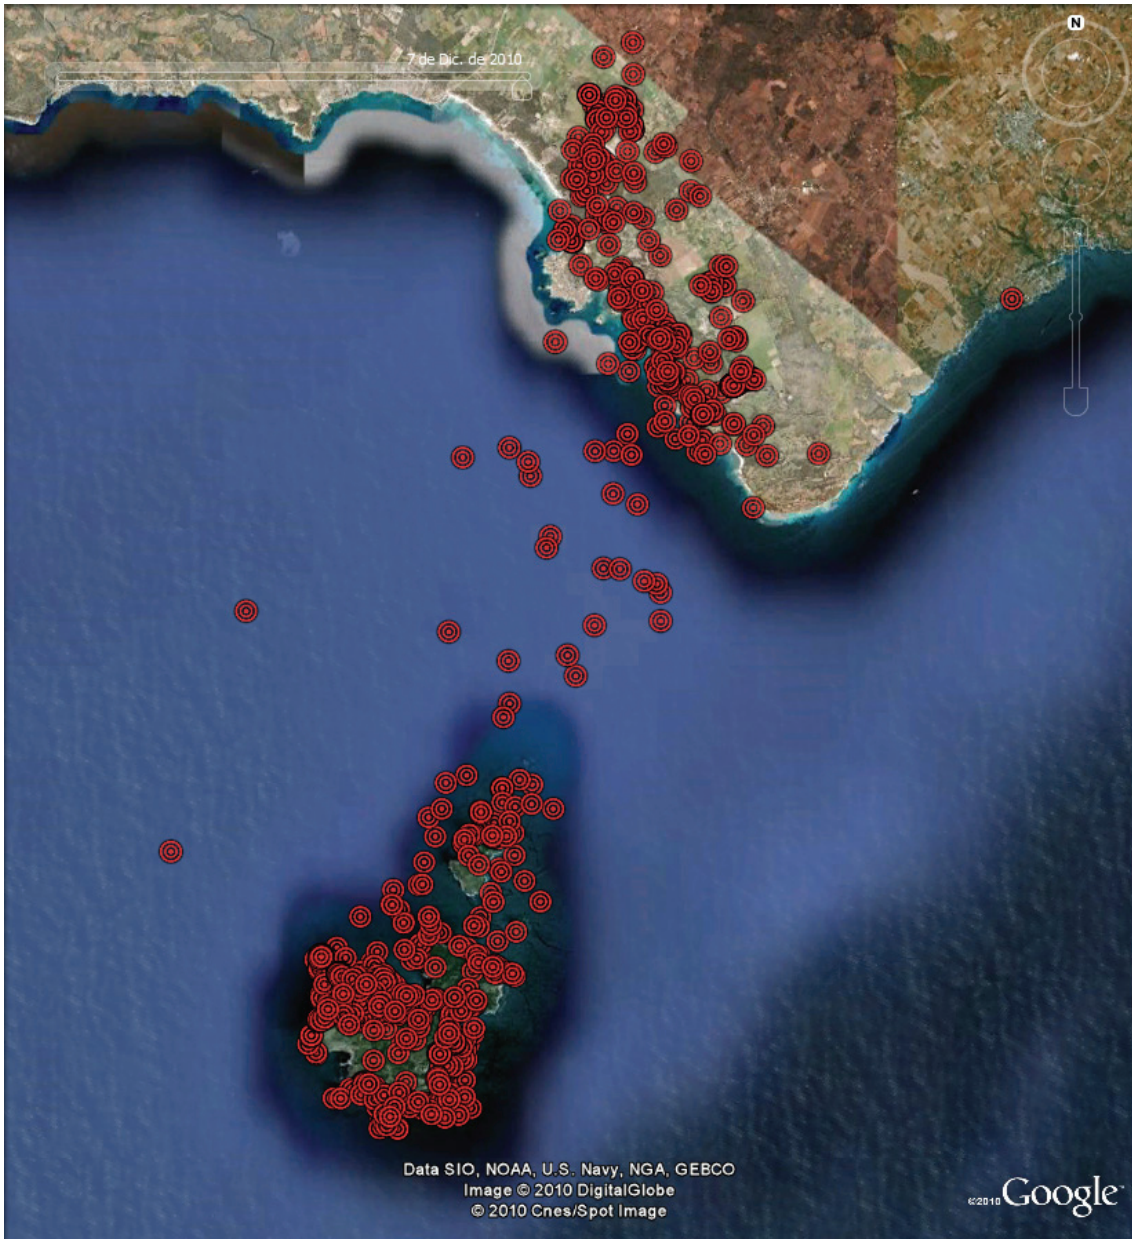 N
7 de Dic. de 2010
Data SIO, NOAA, U.S. Navy, NGA, GEBCO
Image © 2010 DigitalGlobe
© 2010 Cnes/Spot Image
©2010 Google™